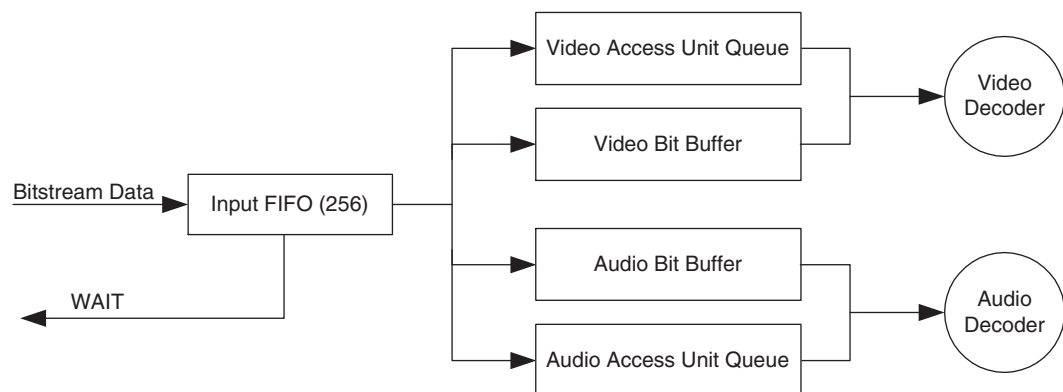 Video Access Unit Queue
Video
Decoder
Video Bit Buffer
Bitstream Data
Input FIFO (256)
Audio Bit Buffer
WAIT
Audio
Decoder
Audio Access Unit Queue